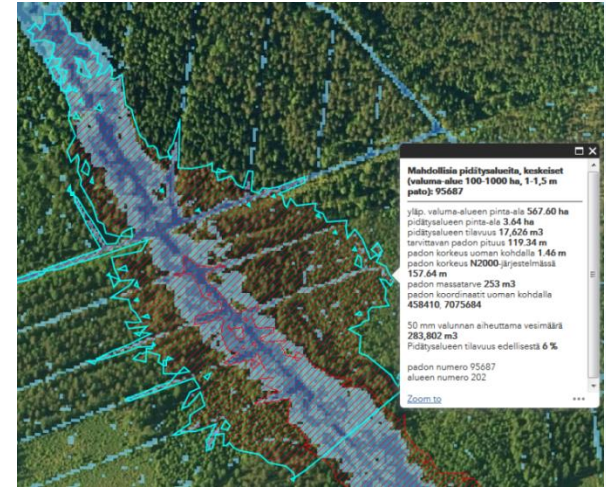 Mahdollisia pidätysalueita, keskeiset
(valuma-alue 100-1000 ha, 1-1,5 m
pato): 95687
yläp. valuma-alueen pinta-ala 567.60 ha
pidätysalueen pinta-ala 3.64 ha
pidätysalueen tilavuus 17,626 m3
tarvittavan padon pituus 119.34 m
padon korkeus uoman kohdalla 1.46 m
padon korkeus N2000-järjestelmässä
157.64 m
padon massatarve 253 m3
padon koordinaatit uoman kohdalla
458410, 7075684
50 mm valunnan aiheuttama vesimäärä
283,802 m3
Pidätysalueen tilavuus edellisestä 6 %
padon numero 95687
alueen numero 202
Zoom to